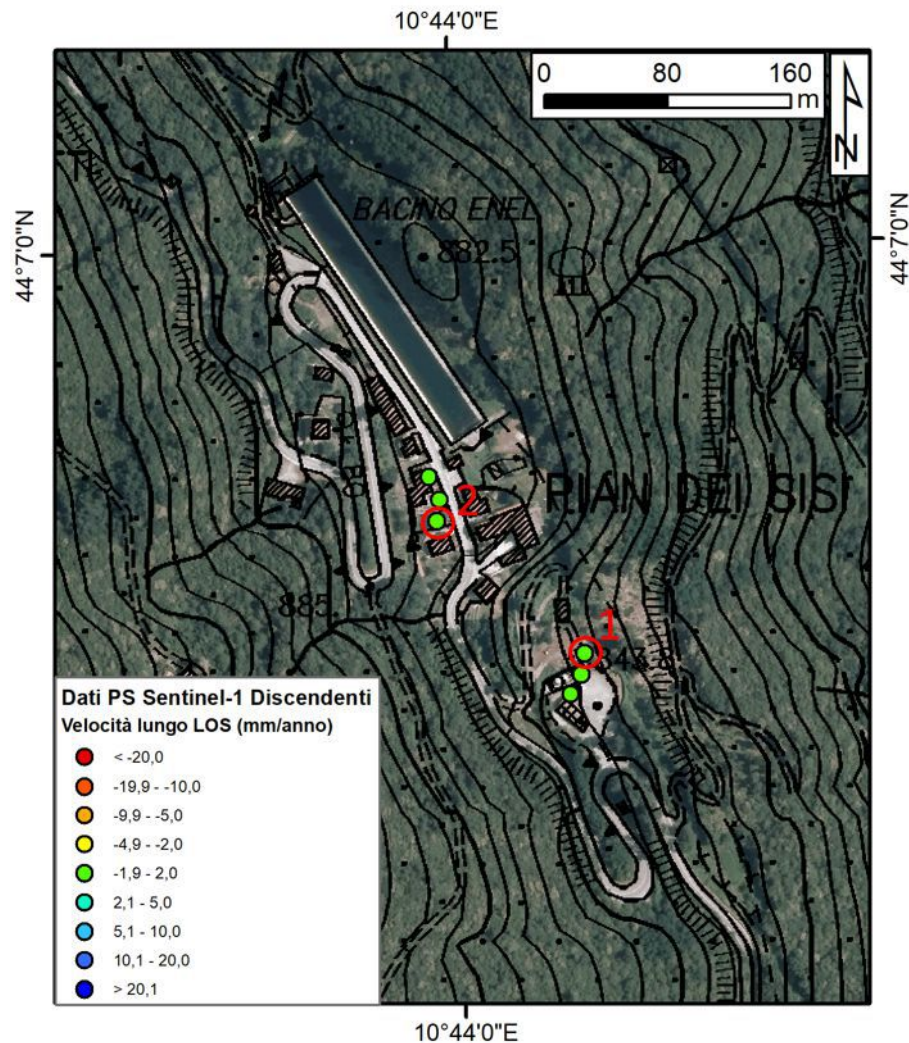 10°44'0"E
0 80 160
m
N
44°7'0"N
44°7'0"N
BACINO ENEL
882.5
PIAN DEI SISI
2
885
1
843.8
Dati PS Sentinel-1 Discendenti
Velocità lungo LOS (mm/anno)
< -20,0
-19,9 - -10,0
-9,9 - -5,0
-4,9 - -2,0
-1,9 - 2,0
2,1 - 5,0
5,1 - 10,0
10,1 - 20,0
> 20,1
10°44'0"E